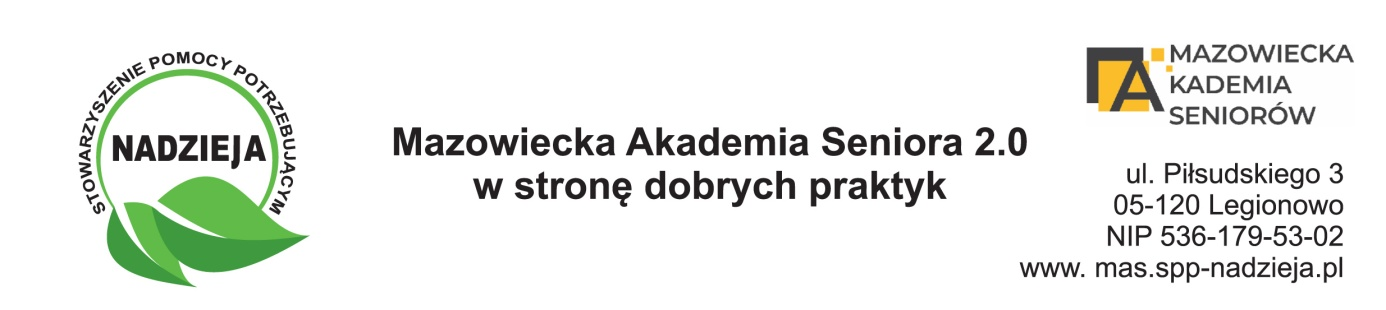 STOWARZYSZENIE POMOCY POTRZEBUJĄCYM
NADZIEJA
Mazowiecka Akademia Seniora 2.0
w stronę dobrych praktyk
MAZOWIECKA
AKADEMIA
SENIORÓW
ul. Piłsudskiego 3
05-120 Legionowo
NIP 536-179-53-02
www. mas.spp-nadzieja.pl